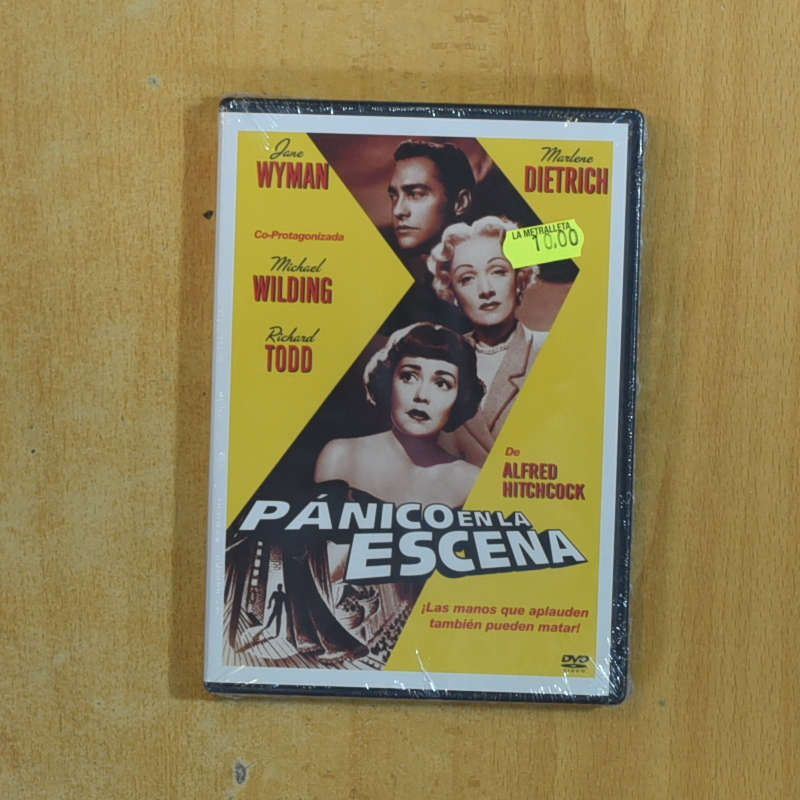 Jane
WYMAN
Marlene
DIETRICH
LA METRALLETA
10.00
Co-Protagonizada
Michael
WILDING
Richard
TODD
De
ALFRED
HITCHCOCK
PÁNICO EN LA
ESCENA
¡Las manos que aplauden
también pueden matar!
DVD
VIDEO